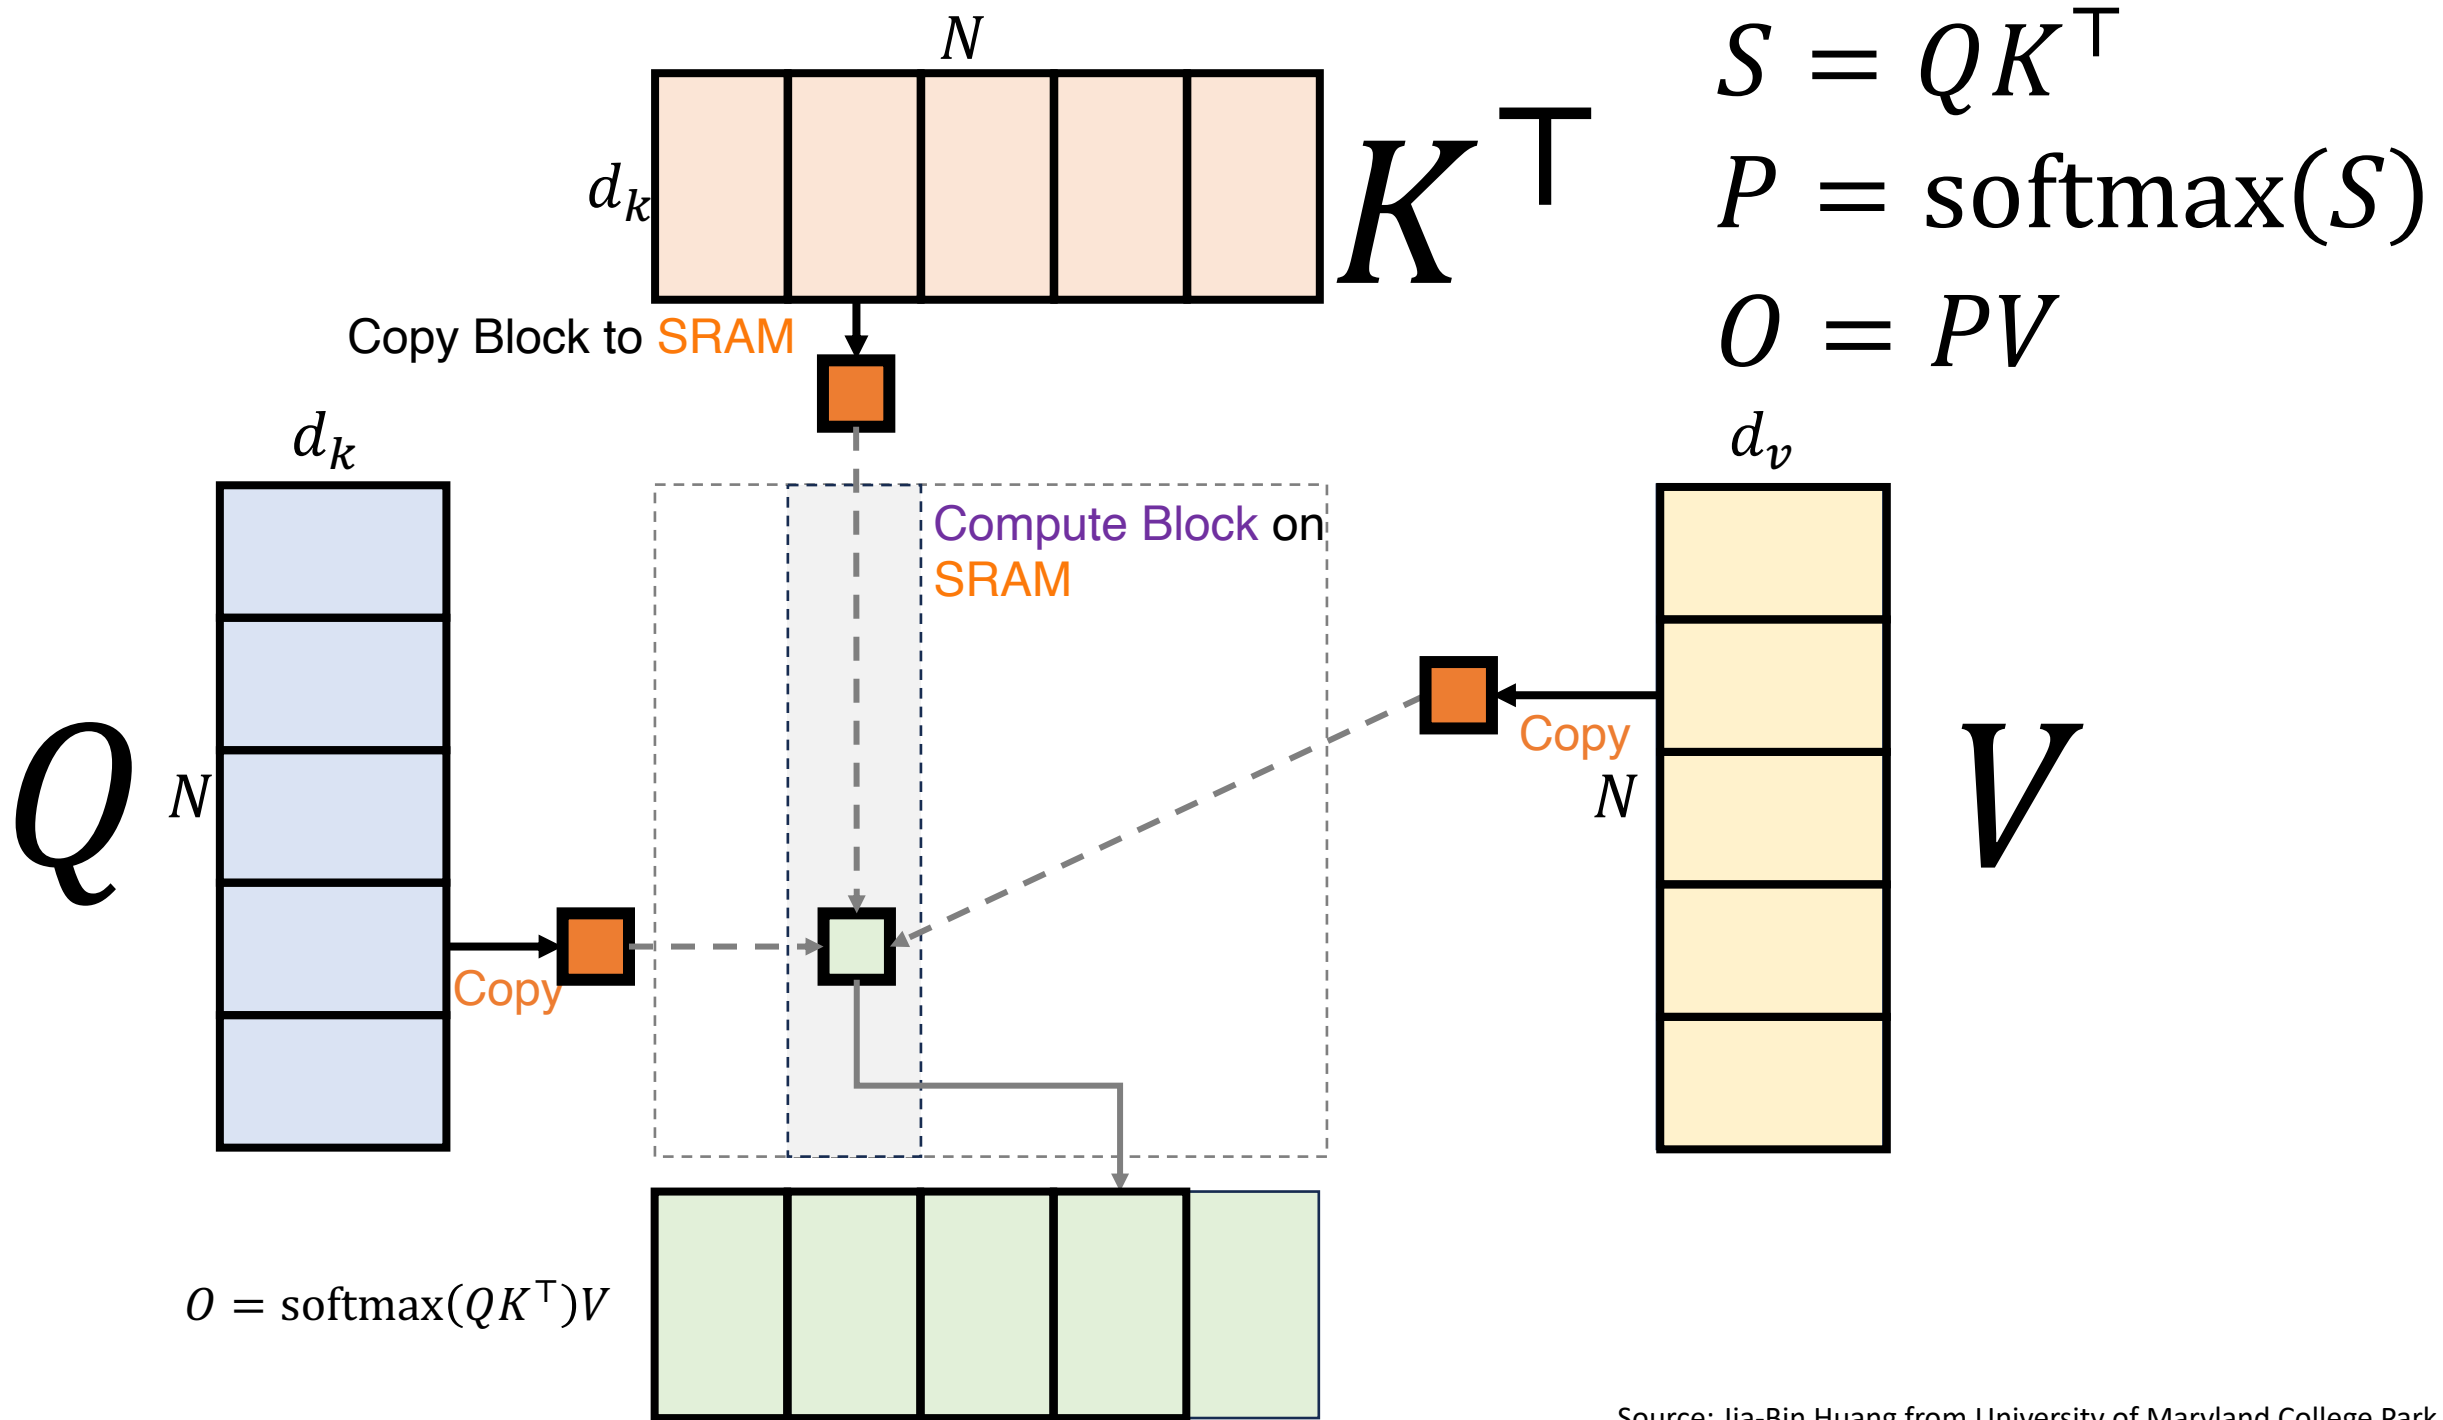 N
S = QK⊤
d_k
K⊤
P = softmax(S)
Copy Block to SRAM
O = PV
d_k
d_v
Compute Block on
SRAM
Q
N
Copy
N
V
Copy
O = softmax(QK⊤)V
Source: Jia-Bin Huang from University of Maryland College Park